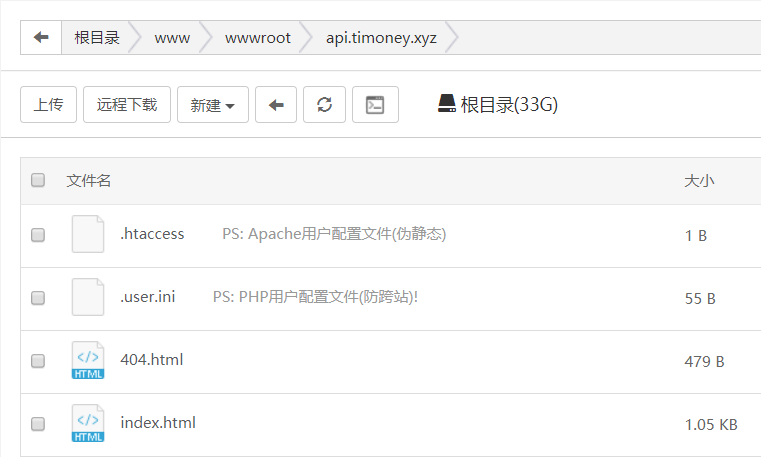 根目录 www wwwroot api.timoney.xyz
上传 远程下载 新建 根目录(33G)
文件名 大小
.htaccess PS: Apache用户配置文件(伪静态) 1 B
.user.ini PS: PHP用户配置文件(防跨站)! 55 B
</> HTML 404.html 479 B
</> HTML index.html 1.05 KB